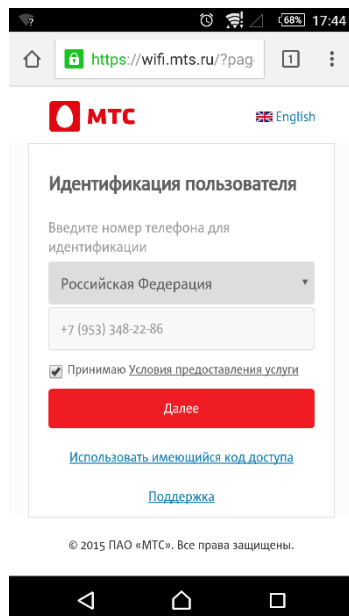 68% 17:44
https://wifi.mts.ru/?pag 1
МТС English
Идентификация пользователя
Введите номер телефона для
идентификации
Российская Федерация
+7 (953) 348-22-86
Принимаю Условия предоставления услуги
Далее
Использовать имеющийся код доступа
Поддержка
© 2015 ПАО «МТС». Все права защищены.